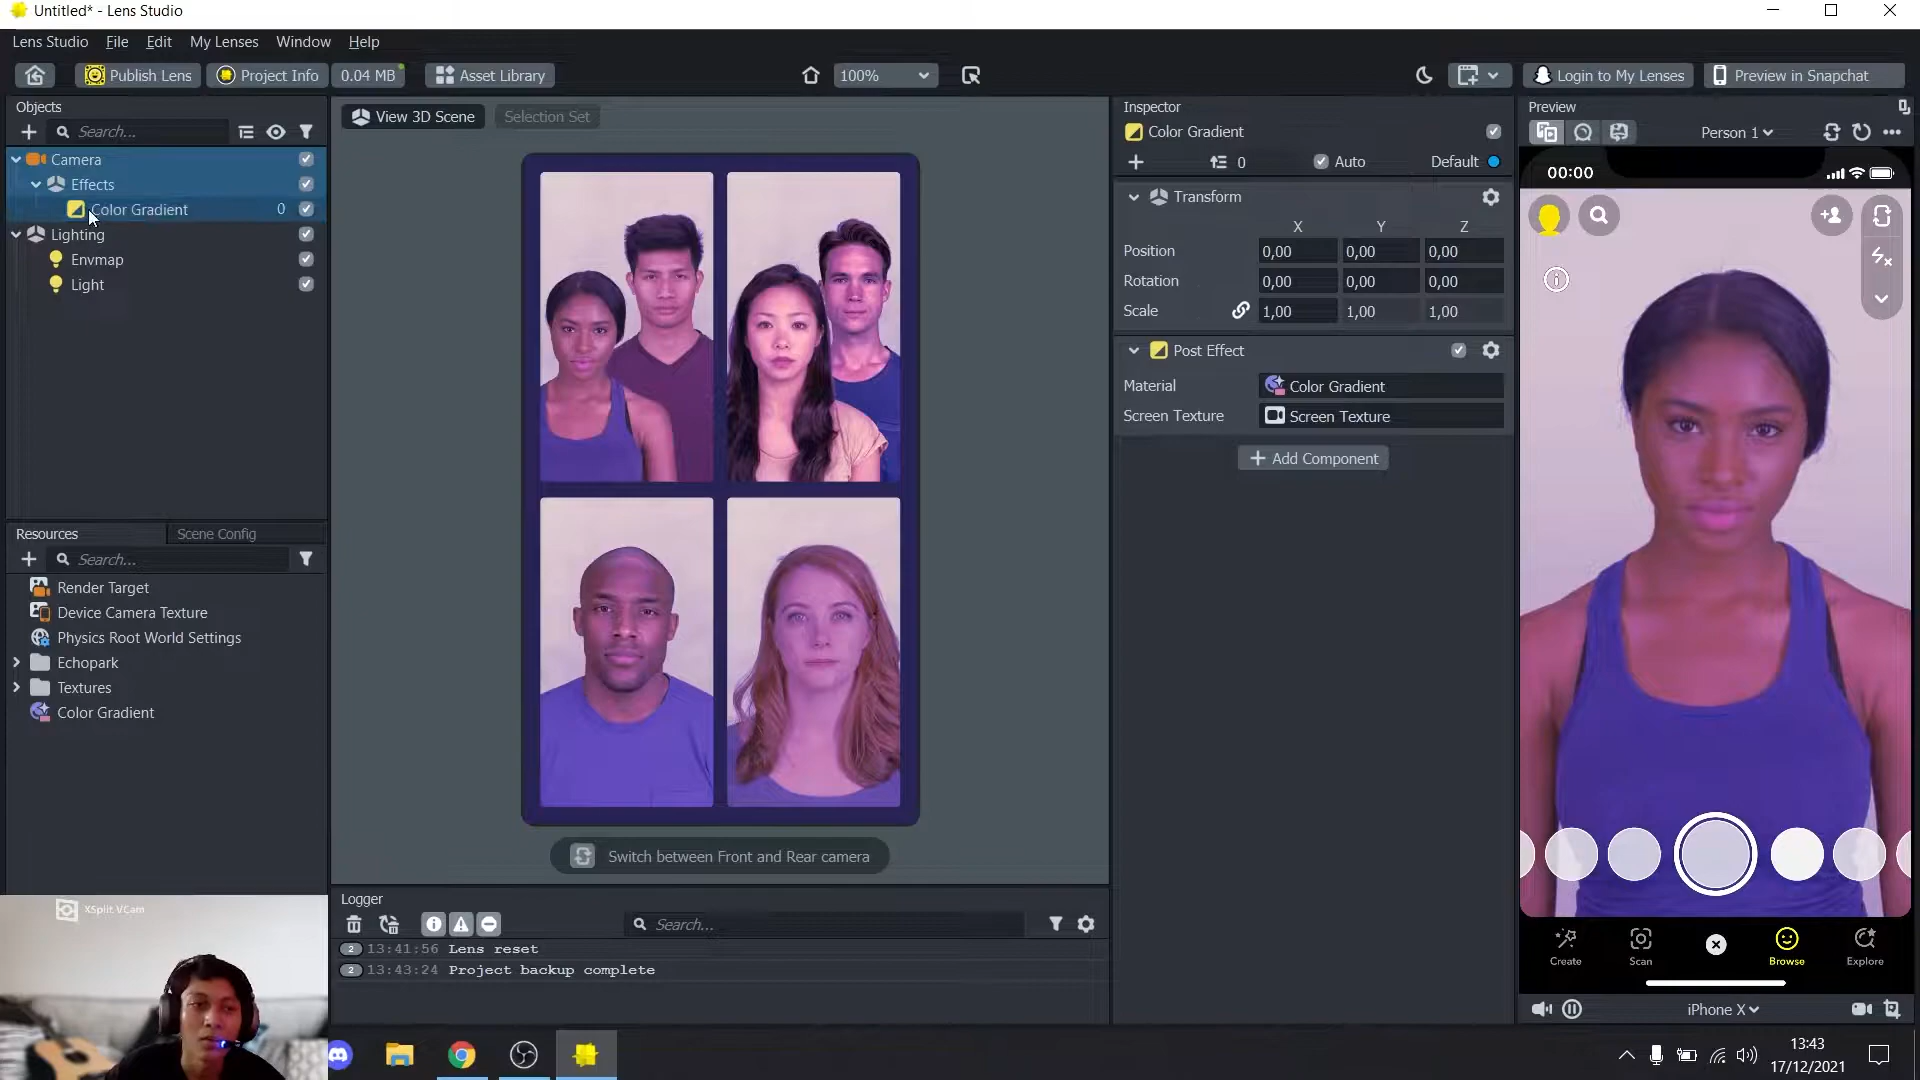 Untitled* - Lens Studio
Lens Studio File Edit My Lenses Window Help
Publish Lens Project Info 0.04 MB Asset Library 100% Login to My Lenses Preview in Snapchat
Objects
Search...
Camera
Effects
Color Gradient 0
Lighting
Envmap
Light
Resources Scene Config
Search...
Render Target
Device Camera Texture
Physics Root World Settings
Echopark
Textures
Color Gradient
XSplit VCam
View 3D Scene Selection Set
Switch between Front and Rear camera
Logger
Search...
2 13:41:56 Lens reset
2 13:43:24 Project backup complete
Inspector
Color Gradient
0 Auto Default
Transform
X Y Z
Position 0,00 0,00 0,00
Rotation 0,00 0,00 0,00
Scale 1,00 1,00 1,00
Post Effect
Material Color Gradient
Screen Texture Screen Texture
+ Add Component
Preview
Person 1
00:00
Create Scan Browse Explore
iPhone X
13:43
17/12/2021